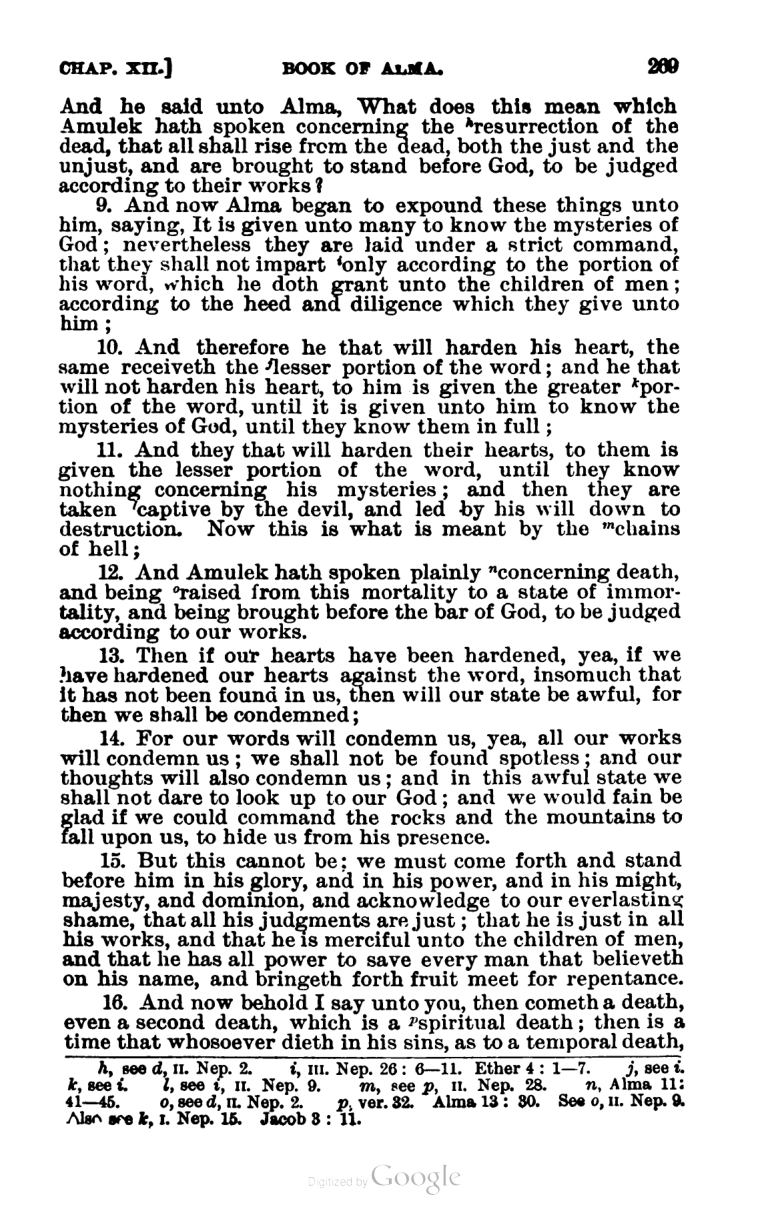 CHAP. XII.] BOOK OF ALMA. 269
And he said unto Alma, What does this mean which
Amulek hath spoken concerning the ʰresurrection of the
dead, that all shall rise from the dead, both the just and the
unjust, and are brought to stand before God, to be judged
according to their works?
9. And now Alma began to expound these things unto
him, saying, It is given unto many to know the mysteries of
God; nevertheless they are laid under a strict command,
that they shall not impart ⁱonly according to the portion of
his word, which he doth grant unto the children of men;
according to the heed and diligence which they give unto
him;
10. And therefore he that will harden his heart, the
same receiveth the ʲlesser portion of the word; and he that
will not harden his heart, to him is given the greater ᵏpor-
tion of the word, until it is given unto him to know the
mysteries of God, until they know them in full;
11. And they that will harden their hearts, to them is
given the lesser portion of the word, until they know
nothing concerning his mysteries; and then they are
taken ˡcaptive by the devil, and led by his will down to
destruction. Now this is what is meant by the ᵐchains
of hell;
12. And Amulek hath spoken plainly ⁿconcerning death,
and being ᵒraised from this mortality to a state of immor-
tality, and being brought before the bar of God, to be judged
according to our works.
13. Then if our hearts have been hardened, yea, if we
have hardened our hearts against the word, insomuch that
it has not been found in us, then will our state be awful, for
then we shall be condemned;
14. For our words will condemn us, yea, all our works
will condemn us; we shall not be found spotless; and our
thoughts will also condemn us; and in this awful state we
shall not dare to look up to our God; and we would fain be
glad if we could command the rocks and the mountains to
fall upon us, to hide us from his presence.
15. But this cannot be; we must come forth and stand
before him in his glory, and in his power, and in his might,
majesty, and dominion, and acknowledge to our everlasting
shame, that all his judgments are just; that he is just in all
his works, and that he is merciful unto the children of men,
and that he has all power to save every man that believeth
on his name, and bringeth forth fruit meet for repentance.
16. And now behold I say unto you, then cometh a death,
even a second death, which is a ᵖspiritual death; then is a
time that whosoever dieth in his sins, as to a temporal death,
h, see d, II. Nep. 2. i, III. Nep. 26: 6—11. Ether 4: 1—7. j, see i.
k, see i. l, see i, II. Nep. 9. m, see p, II. Nep. 28. n, Alma 11:
41—45. o, see d, II. Nep. 2. p, ver. 32. Alma 13: 30. See o, II. Nep. 9.
Also see k, I. Nep. 15. Jacob 3: 11.
Digitized by Google